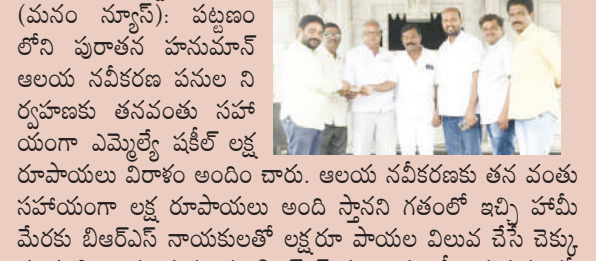 (మనం న్యూస్): పట్టణం
లోని పురాతన హనుమాన్
ఆలయ నవీకరణ పనుల ని
ర్వహణకు తనవంతు సహా
యంగా ఎమ్మెల్యే షకీల్ లక్ష
రూపాయలు విరాళం అందిం చారు. ఆలయ నవీకరణకు తన వంతు
సహాయంగా లక్ష రూపాయలు అంది స్తానని గతంలో ఇచ్చి హామీ
మేరకు బిఆర్ఎస్ నాయకులతో లక్షరూ పాయల విలువ చేసే చెక్కు